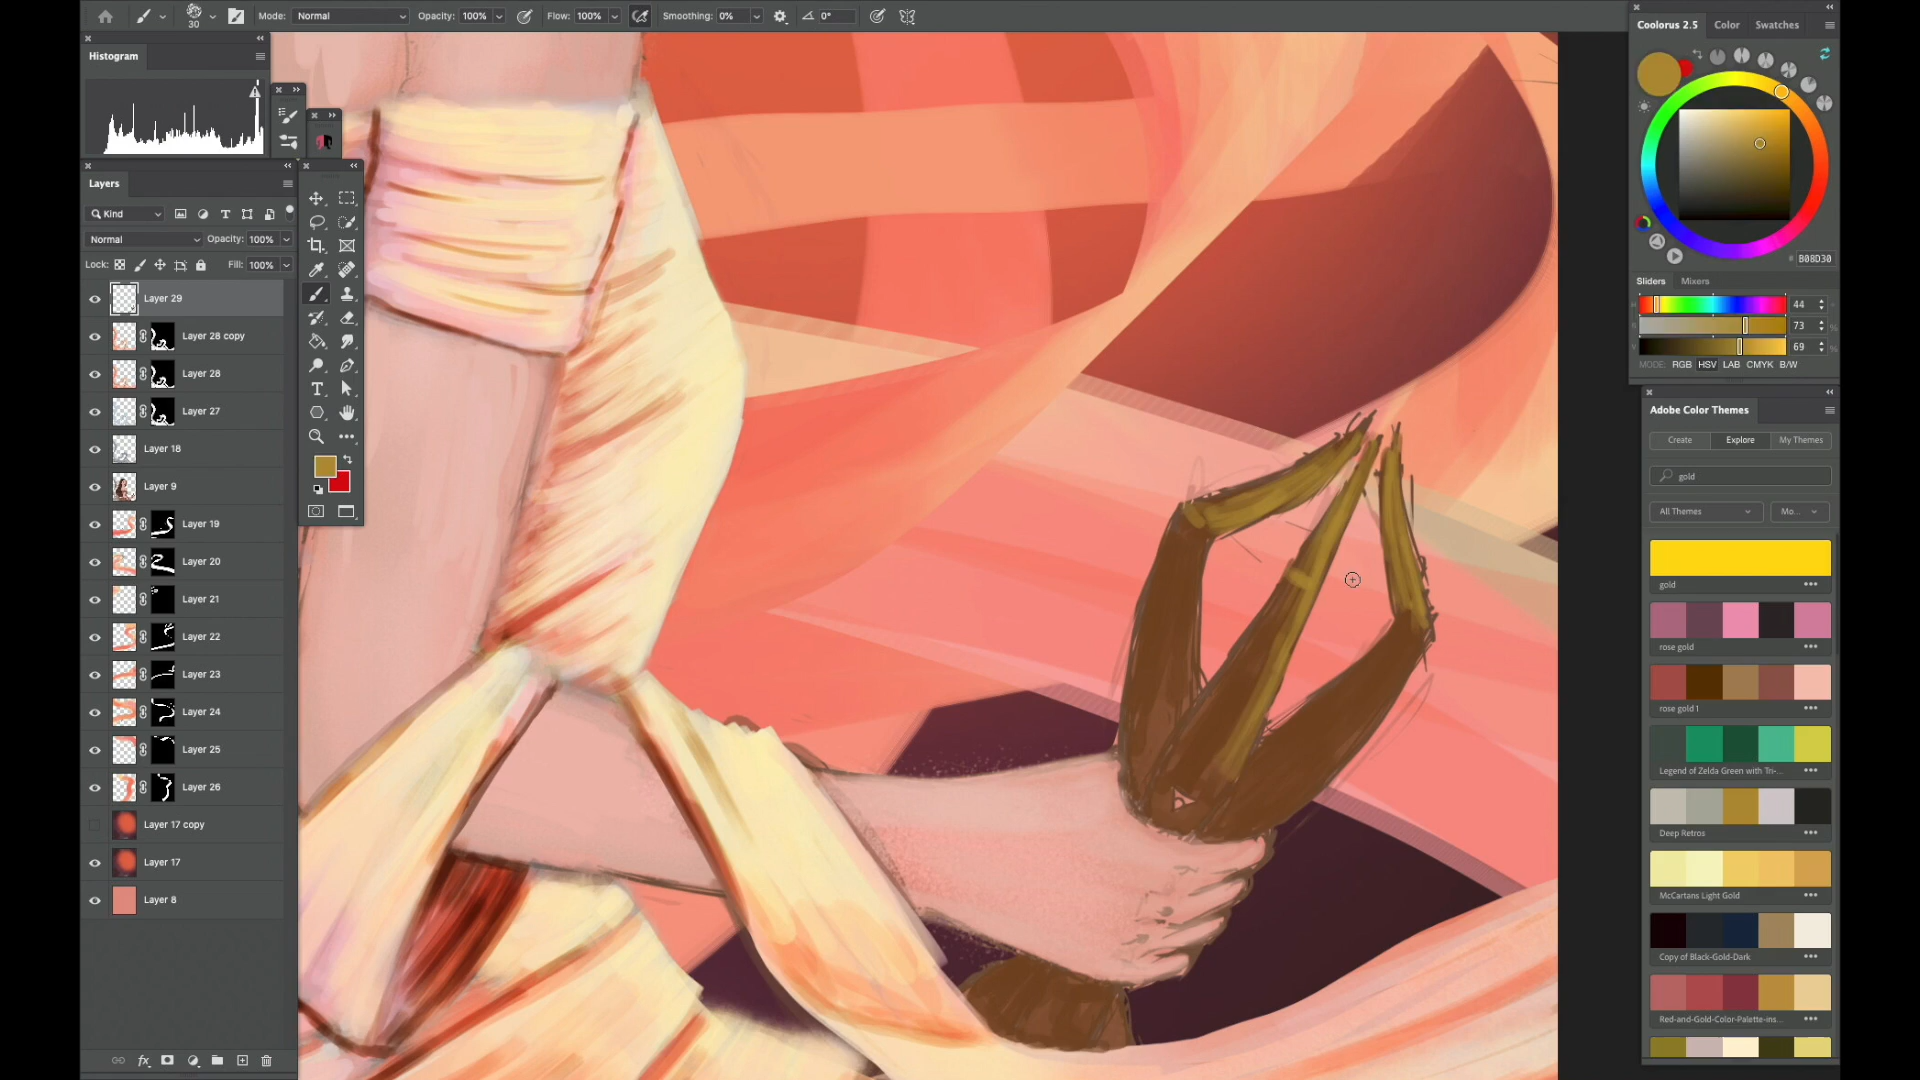 Mode: Normal Opacity: 100% Flow: 100% Smoothing: 0% 0°
30
Histogram
Layers
Kind
Normal Opacity: 100%
Lock: Fill: 100%
Layer 29
Layer 28 copy
Layer 28
Layer 27
Layer 18
Layer 9
Layer 19
Layer 20
Layer 21
Layer 22
Layer 23
Layer 24
Layer 25
Layer 26
Layer 17 copy
Layer 17
Layer 8
Coolorus 2.5 Color Swatches
# B08D30
Sliders Mixers
H 44 °
S 73 %
V 69 %
MODE: RGB HSV LAB CMYK B/W
Adobe Color Themes
Create Explore My Themes
gold
All Themes Mo...
gold
rose gold
rose gold 1
Legend of Zelda Green with Tri-...
Deep Retros
McCartans Light Gold
Copy of Black-Gold-Dark
Red-and-Gold-Color-Palette-ins...